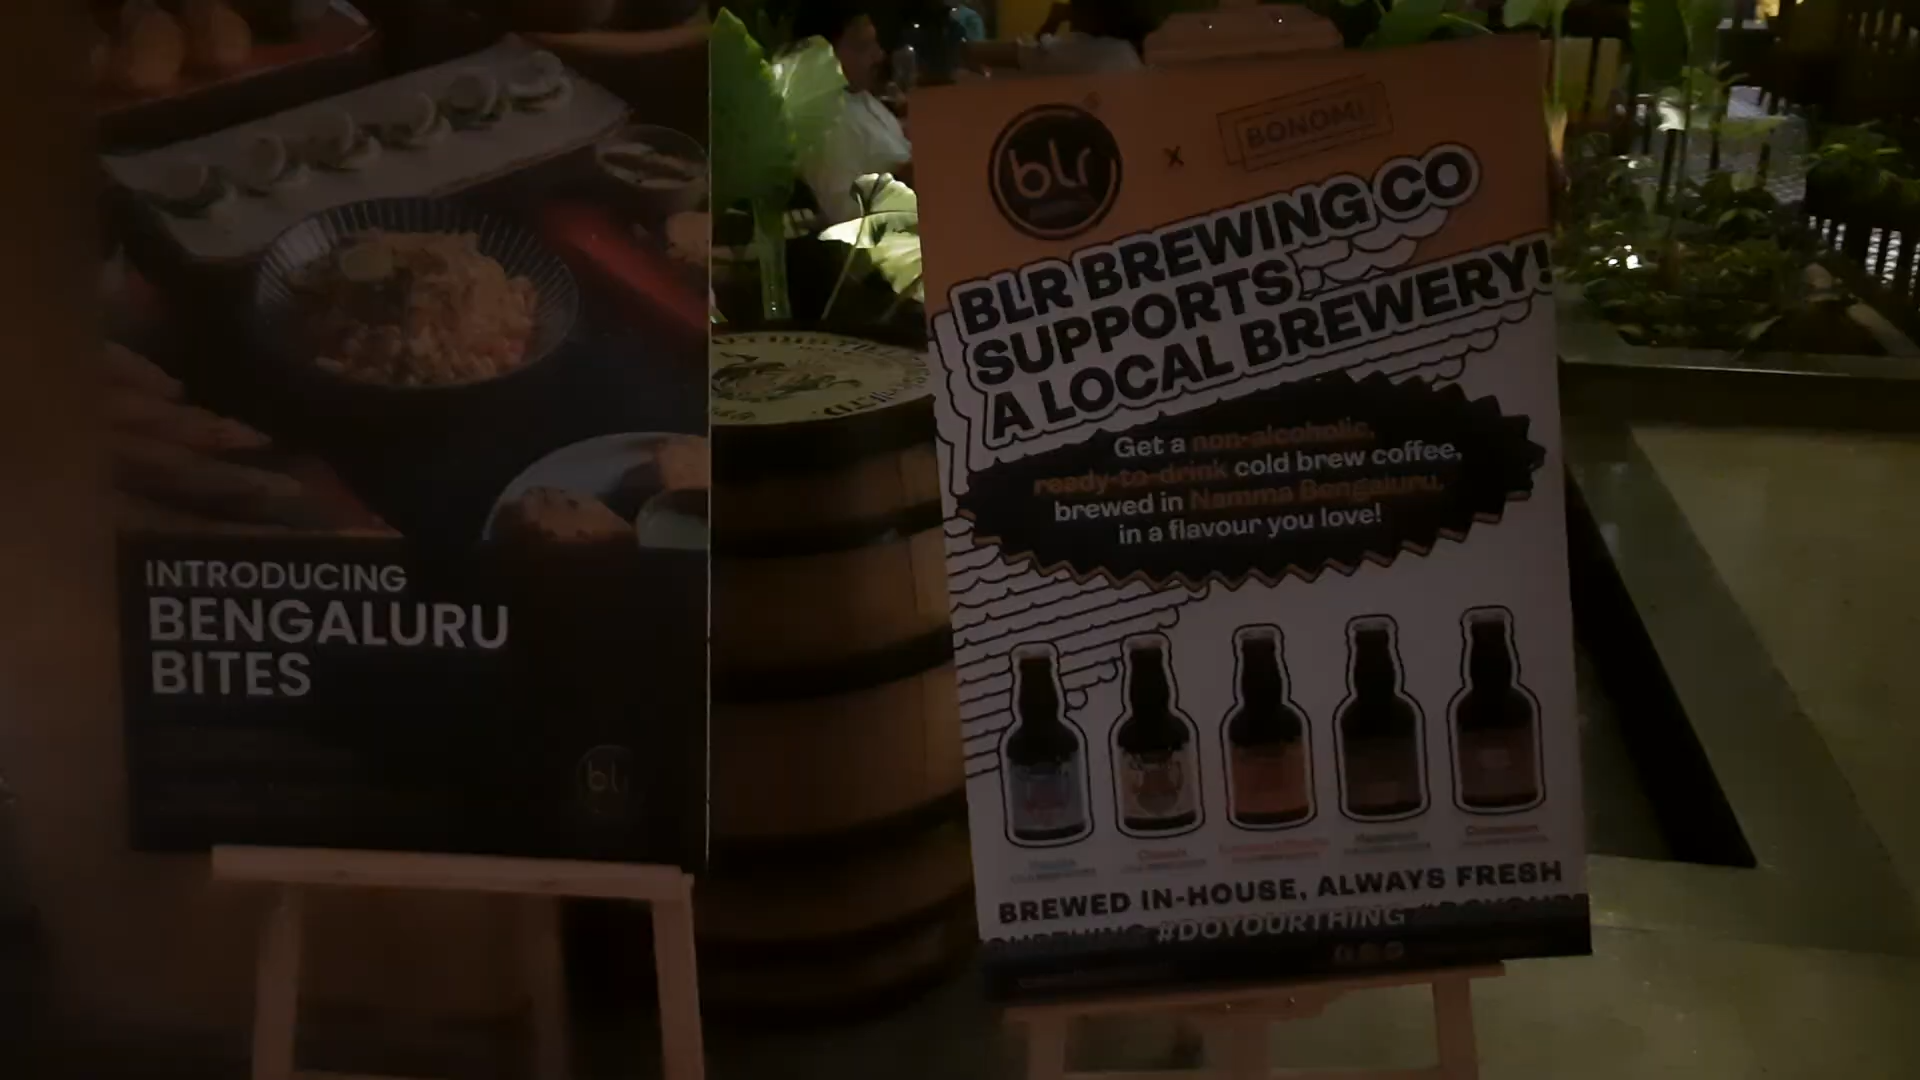 INTRODUCING
BENGALURU
BITES
blr
blr
x
BONOMI
BLR BREWING CO
SUPPORTS
A LOCAL BREWERY!
Get a non-alcoholic,
ready-to-drink cold brew coffee,
brewed in Namma Bengaluru,
in a flavour you love!
BREWED IN-HOUSE, ALWAYS FRESH
#DOYOURTHING